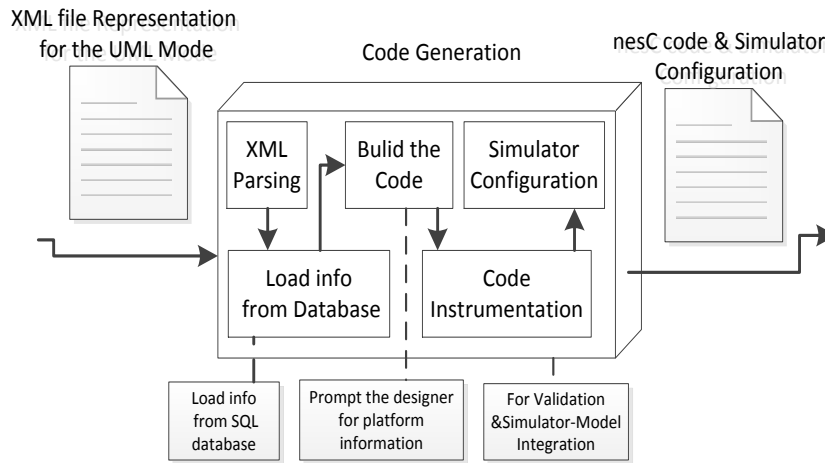 XML file Representation
for the UML Mode
Code Generation
nesC code & Simulator
Configuration
XML
Parsing
Bulid the
Code
Simulator
Configuration
Load info
from Database
Code
Instrumentation
Load info
from SQL
database
Prompt the designer
for platform
information
For Validation
&Simulator-Model
Integration